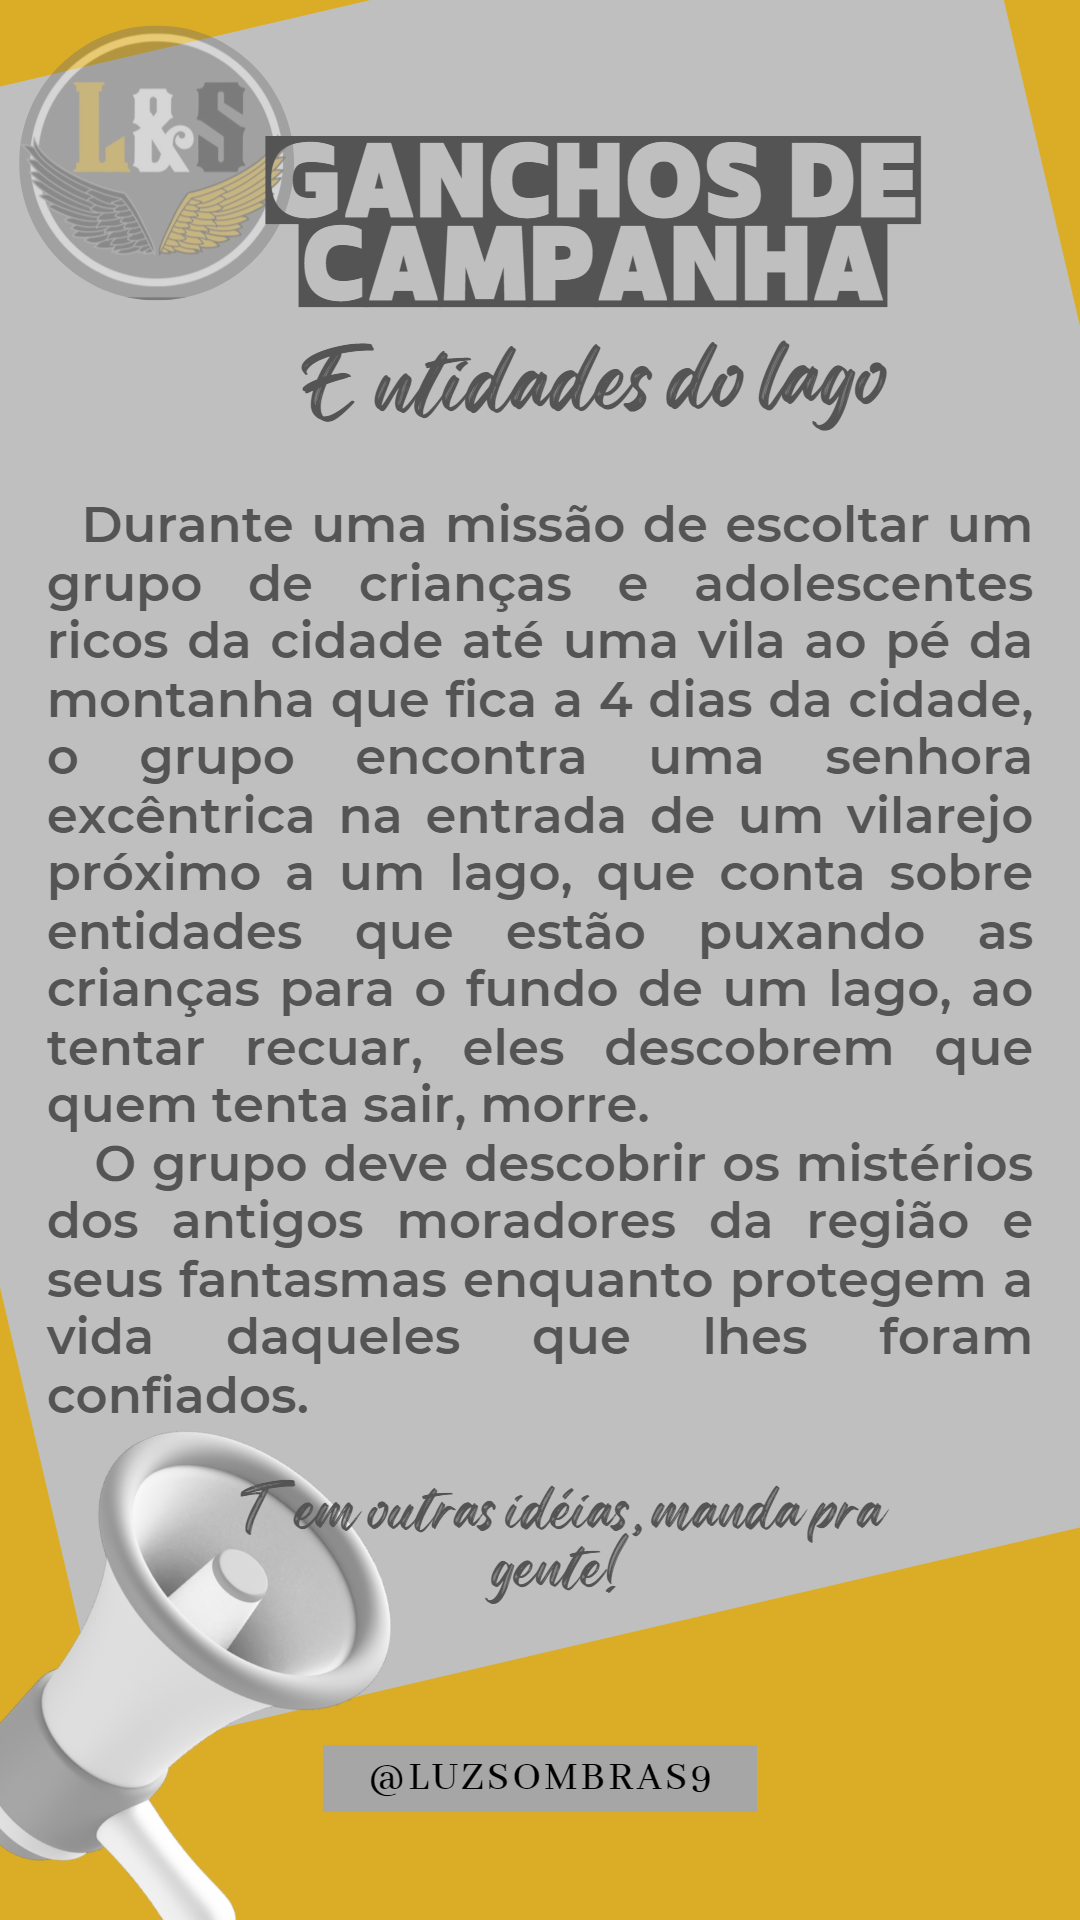 L&S
GANCHOS DE
CAMPANHA
Entidades do lago
Durante uma missão de escoltar um
grupo de crianças e adolescentes
ricos da cidade até uma vila ao pé da
montanha que fica a 4 dias da cidade,
o grupo encontra uma senhora
excêntrica na entrada de um vilarejo
próximo a um lago, que conta sobre
entidades que estão puxando as
crianças para o fundo de um lago, ao
tentar recuar, eles descobrem que
quem tenta sair, morre.
O grupo deve descobrir os mistérios
dos antigos moradores da região e
seus fantasmas enquanto protegem a
vida daqueles que lhes foram
confiados.
Tem outras idéias, manda pra
gente!
@LUZSOMBRAS9